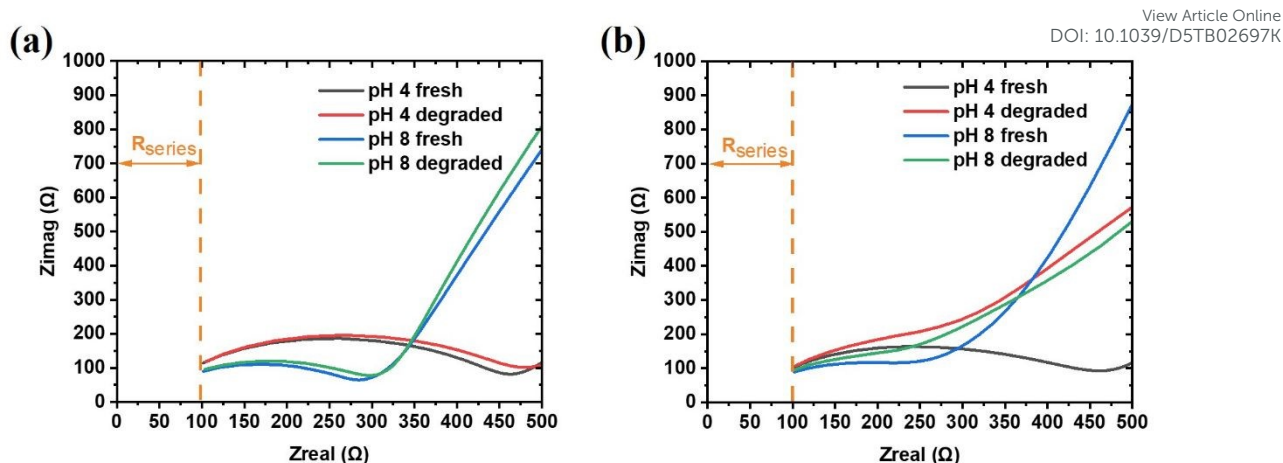 View Article Online
DOI: 10.1039/D5TB02697K
(a)
1000
900
800
700
600
500
400
300
200
100
0
Zimag (Ω)
Rseries
pH 4 fresh
pH 4 degraded
pH 8 fresh
pH 8 degraded
0 50 100 150 200 250 300 350 400 450 500
Zreal (Ω)
(b)
1000
900
800
700
600
500
400
300
200
100
0
Zimag (Ω)
Rseries
pH 4 fresh
pH 4 degraded
pH 8 fresh
pH 8 degraded
0 50 100 150 200 250 300 350 400 450 500
Zreal (Ω)